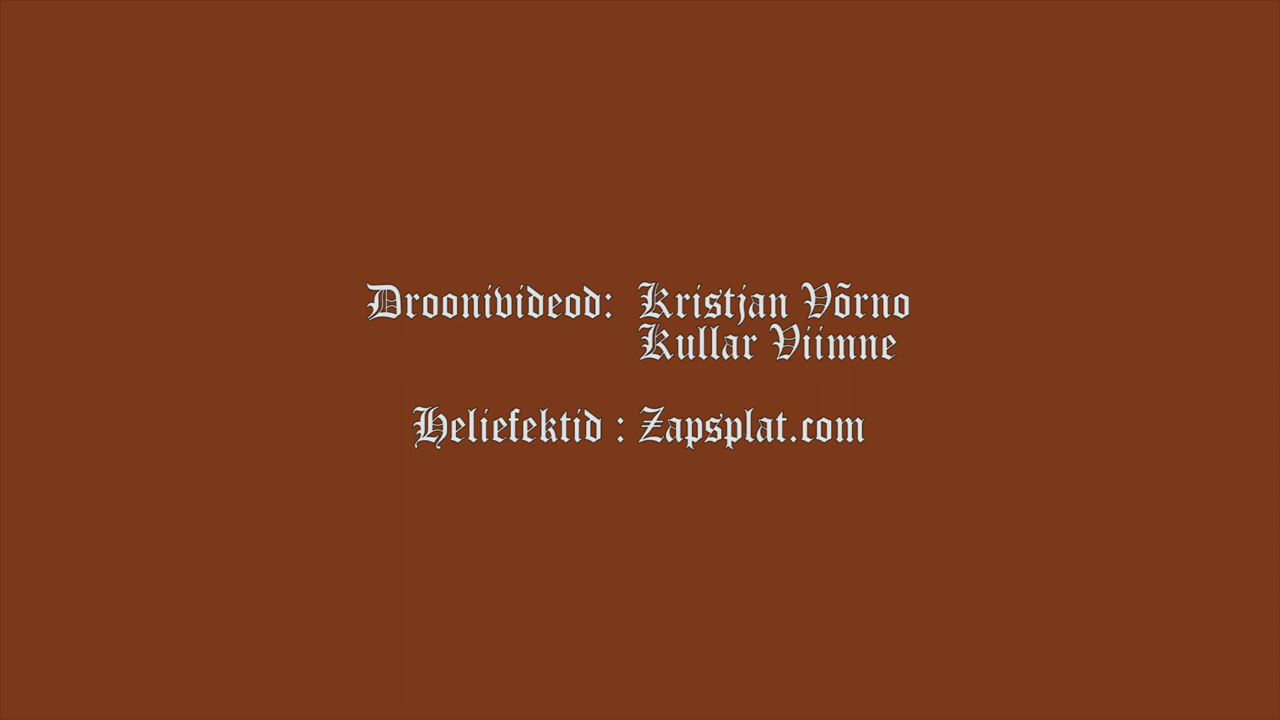 Droonivideod: Kristjan Võrno
Kullar Viimne
Heliefektid : Zapsplat.com